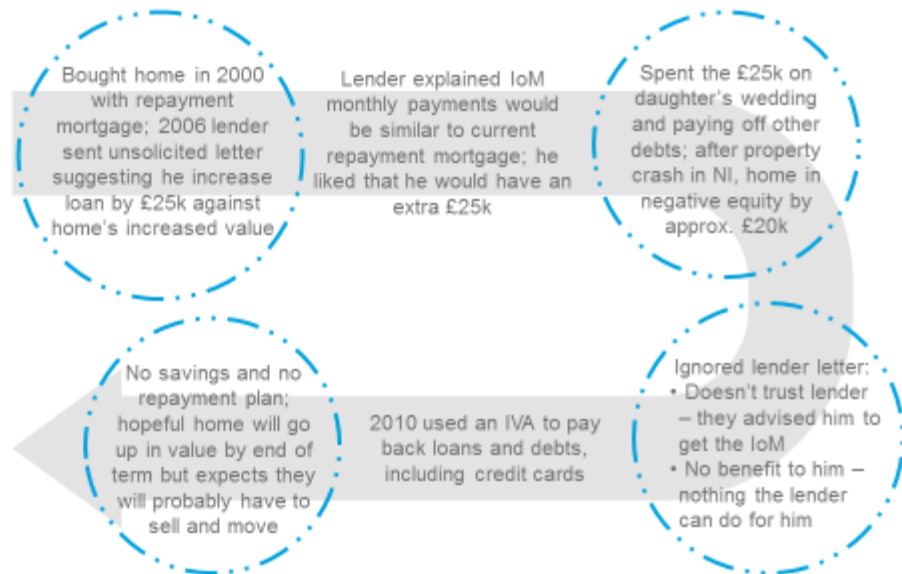 Bought home in 2000
with repayment
mortgage; 2006 lender
sent unsolicited letter
suggesting he increase
loan by £25k against
home's increased value
Lender explained IoM
monthly payments would
be similar to current
repayment mortgage; he
liked that he would have an
extra £25k
Spent the £25k on
daughter's wedding
and paying off other
debts; after property
crash in NI, home in
negative equity by
approx. £20k
Ignored lender letter:
• Doesn't trust lender
– they advised him to
get the IoM
• No benefit to him –
nothing the lender
can do for him
2010 used an IVA to pay
back loans and debts,
including credit cards
No savings and no
repayment plan;
hopeful home will go
up in value by end of
term but expects they
will probably have to
sell and move